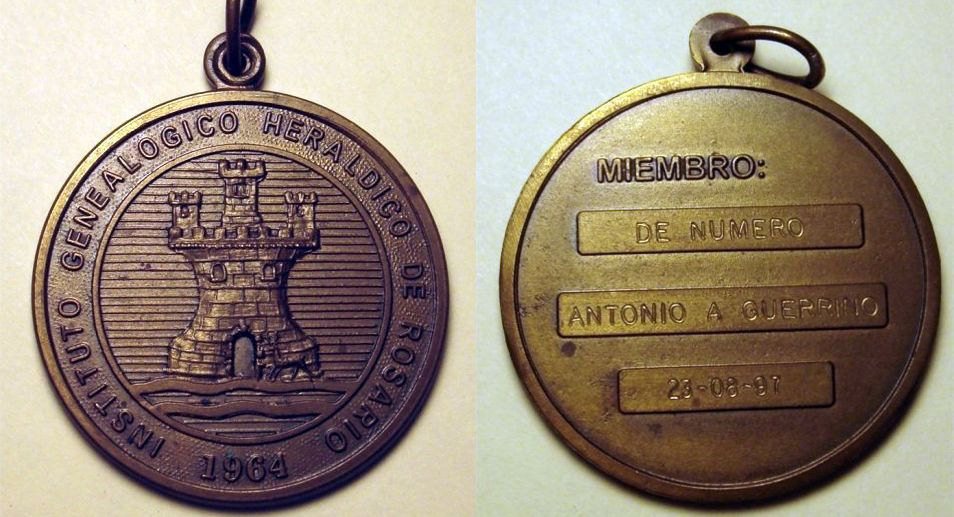 INSTITUTO GENEALOGICO HERALDICO DE ROSARIO
1964
MIEMBRO:
DE NUMERO
ANTONIO A GUERRINO
23-08-97